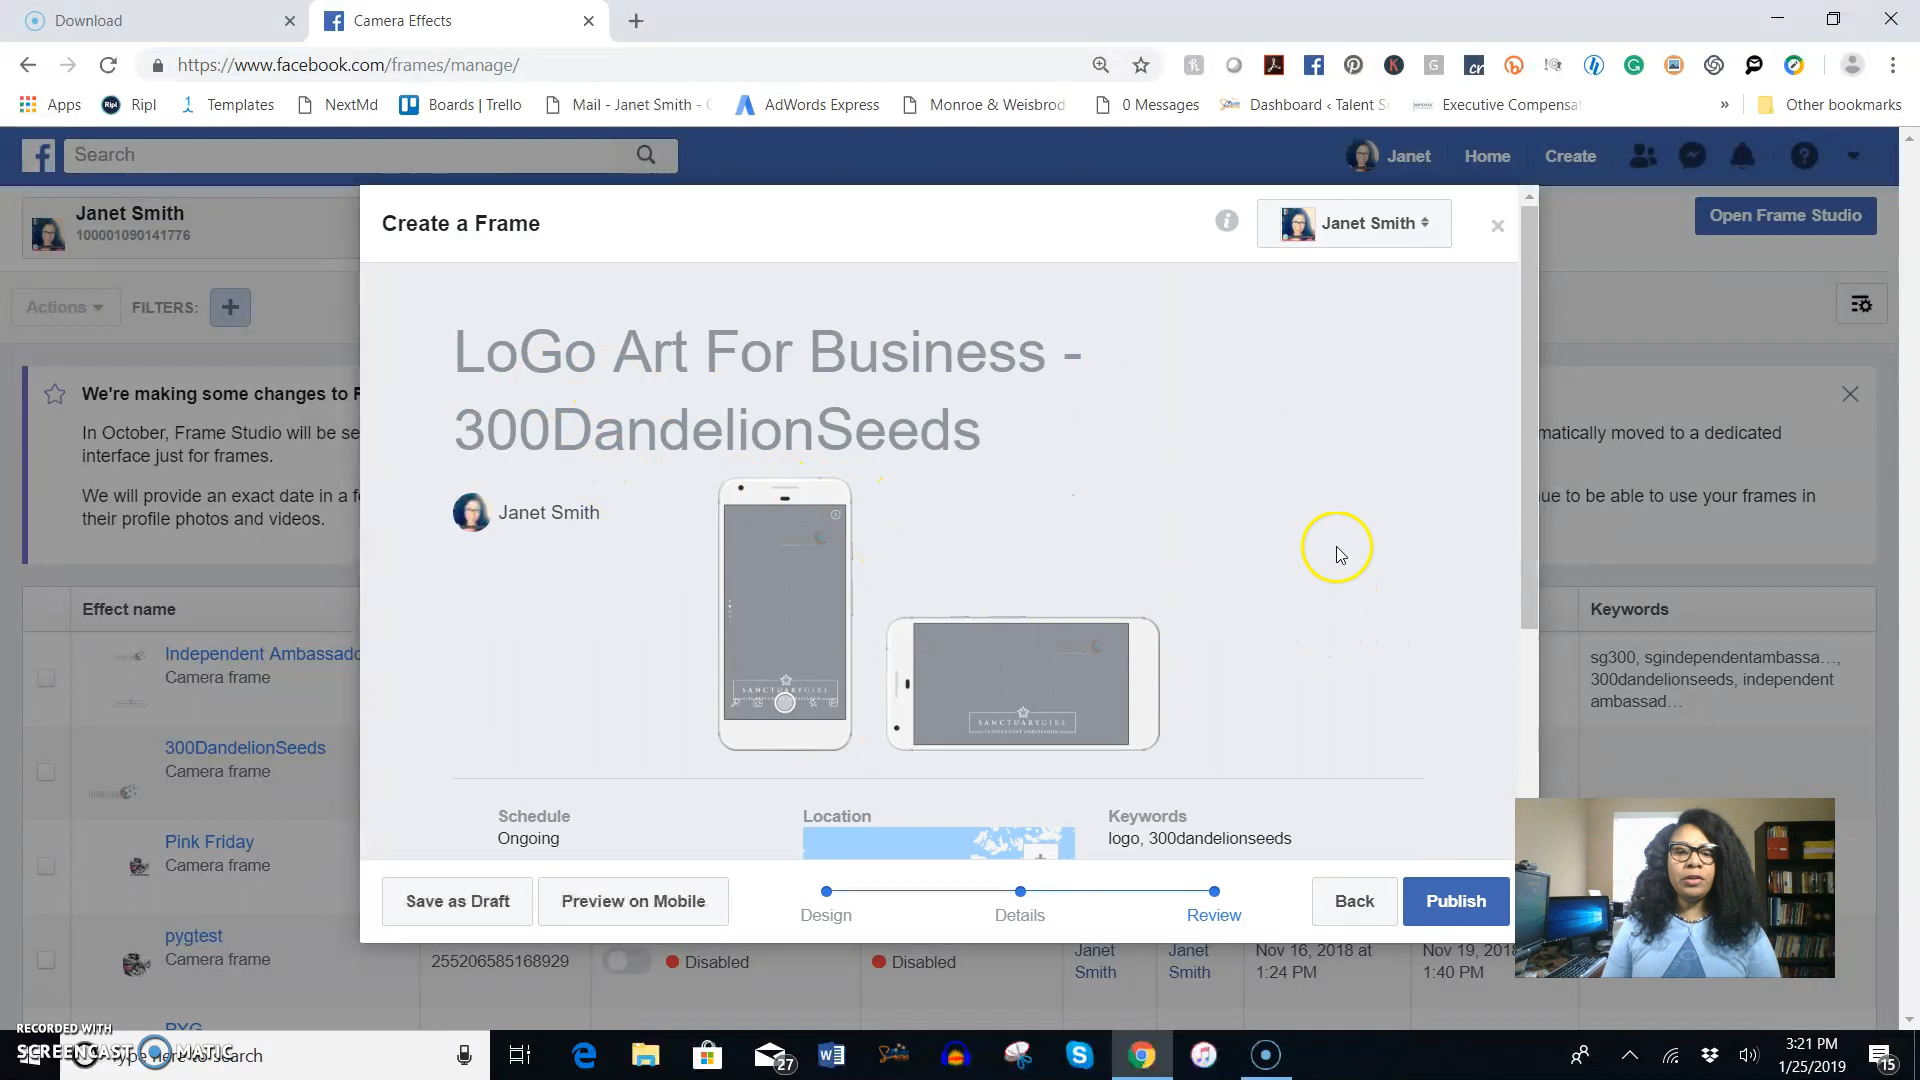 Download
Camera Effects
https://www.facebook.com/frames/manage/
Apps
Ripl
Templates
NextMd
Boards | Trello
Mail - Janet Smith -
AdWords Express
Monroe & Weisbrod
0 Messages
Dashboard ‹ Talent S
Executive Compensat
»
Other bookmarks
Search
Janet
Home
Create
Janet Smith
100001090141776
Open Frame Studio
Create a Frame
Janet Smith
Actions
FILTERS:
LoGo Art For Business -
300DandelionSeeds
Janet Smith
We're making some changes to F
In October, Frame Studio will be se
interface just for frames.
We will provide an exact date in a fe
their profile photos and videos.
matically moved to a dedicated
ue to be able to use your frames in
SANCTUARYGIRL
SANCTUARYGIRL
INDEPENDENT AMBASSADOR
Effect name
Keywords
Independent Ambassado
Camera frame
sg300, sgindependentambassa…,
300dandelionseeds, independent
ambassad…
300DandelionSeeds
Camera frame
Pink Friday
Camera frame
Schedule
Ongoing
Location
Keywords
logo, 300dandelionseeds
Save as Draft
Preview on Mobile
Design
Details
Review
Back
Publish
pygtest
Camera frame
255206585168929
Disabled
Disabled
Janet
Smith
Janet
Smith
Nov 16, 2018 at
1:24 PM
Nov 19, 2018
1:40 PM
PYG
RECORDED WITH
SCREENCAST MATIC
Type here to search
27
3:21 PM
1/25/2019
15